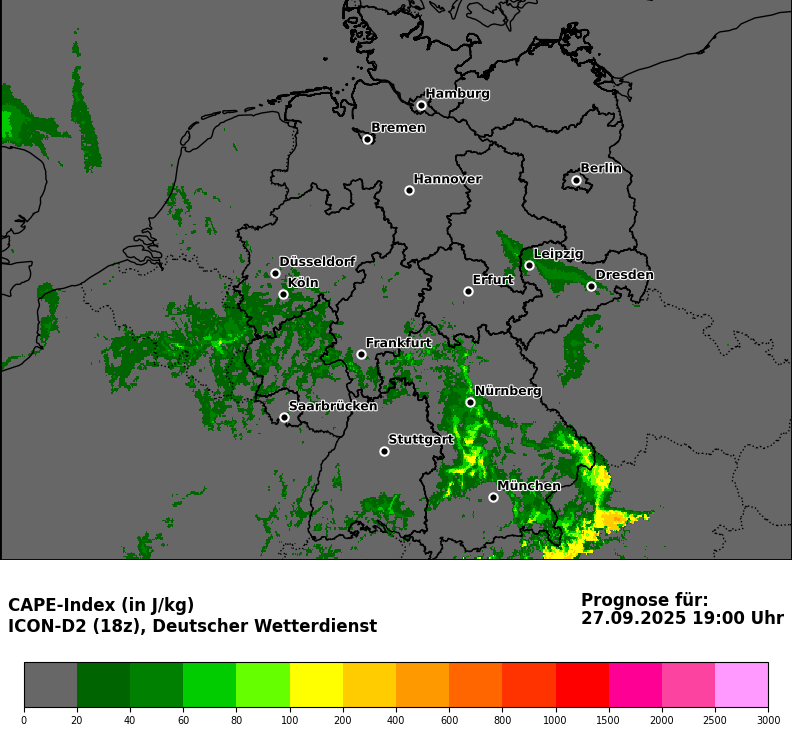 Hamburg
Bremen
Berlin
Hannover
Leipzig
Düsseldorf
Dresden
Köln
Erfurt
Frankfurt
Nürnberg
Saarbrücken
Stuttgart
München
CAPE-Index (in J/kg)
ICON-D2 (18z), Deutscher Wetterdienst
Prognose für:
27.09.2025 19:00 Uhr
0 20 40 60 80 100 200 400 600 800 1000 1500 2000 2500 3000